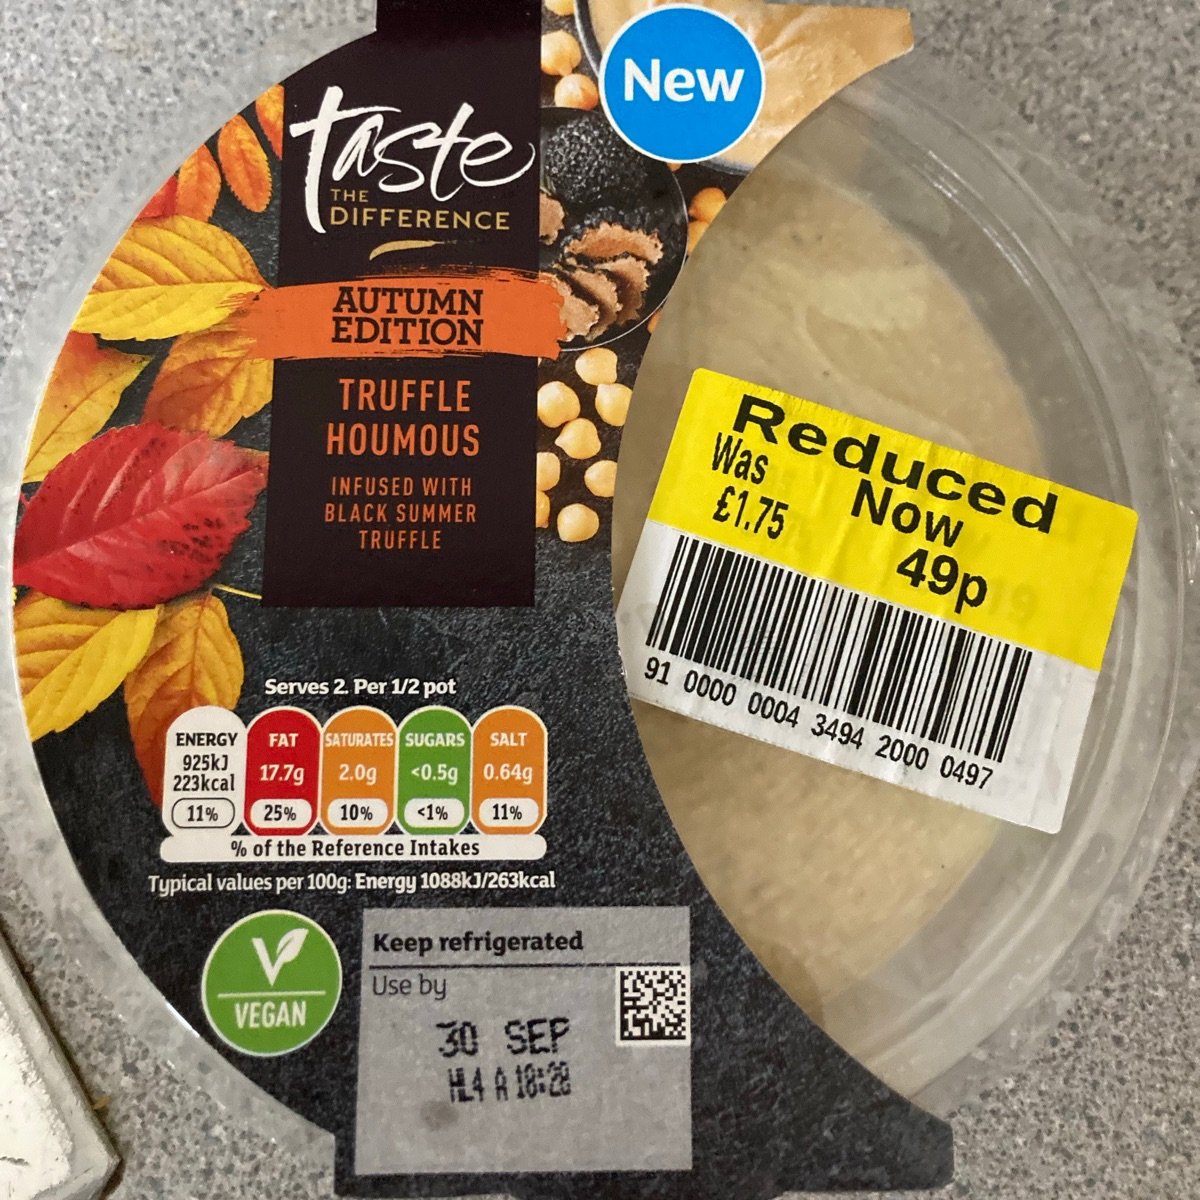 New
taste
THE
DIFFERENCE
AUTUMN
EDITION
TRUFFLE
HOUMOUS
INFUSED WITH
BLACK SUMMER
TRUFFLE
Reduced
Was
£1.75
Now
49p
91 0000 0004 3494 2000 0497
Serves 2. Per 1/2 pot
ENERGY
925kJ
223kcal
11%
FAT
17.7g
25%
SATURATES
2.0g
10%
SUGARS
<0.5g
<1%
SALT
0.64g
11%
% of the Reference Intakes
Typical values per 100g: Energy 1088kJ/263kcal
V
VEGAN
Keep refrigerated
Use by
30 SEP
HL4 A 18:28